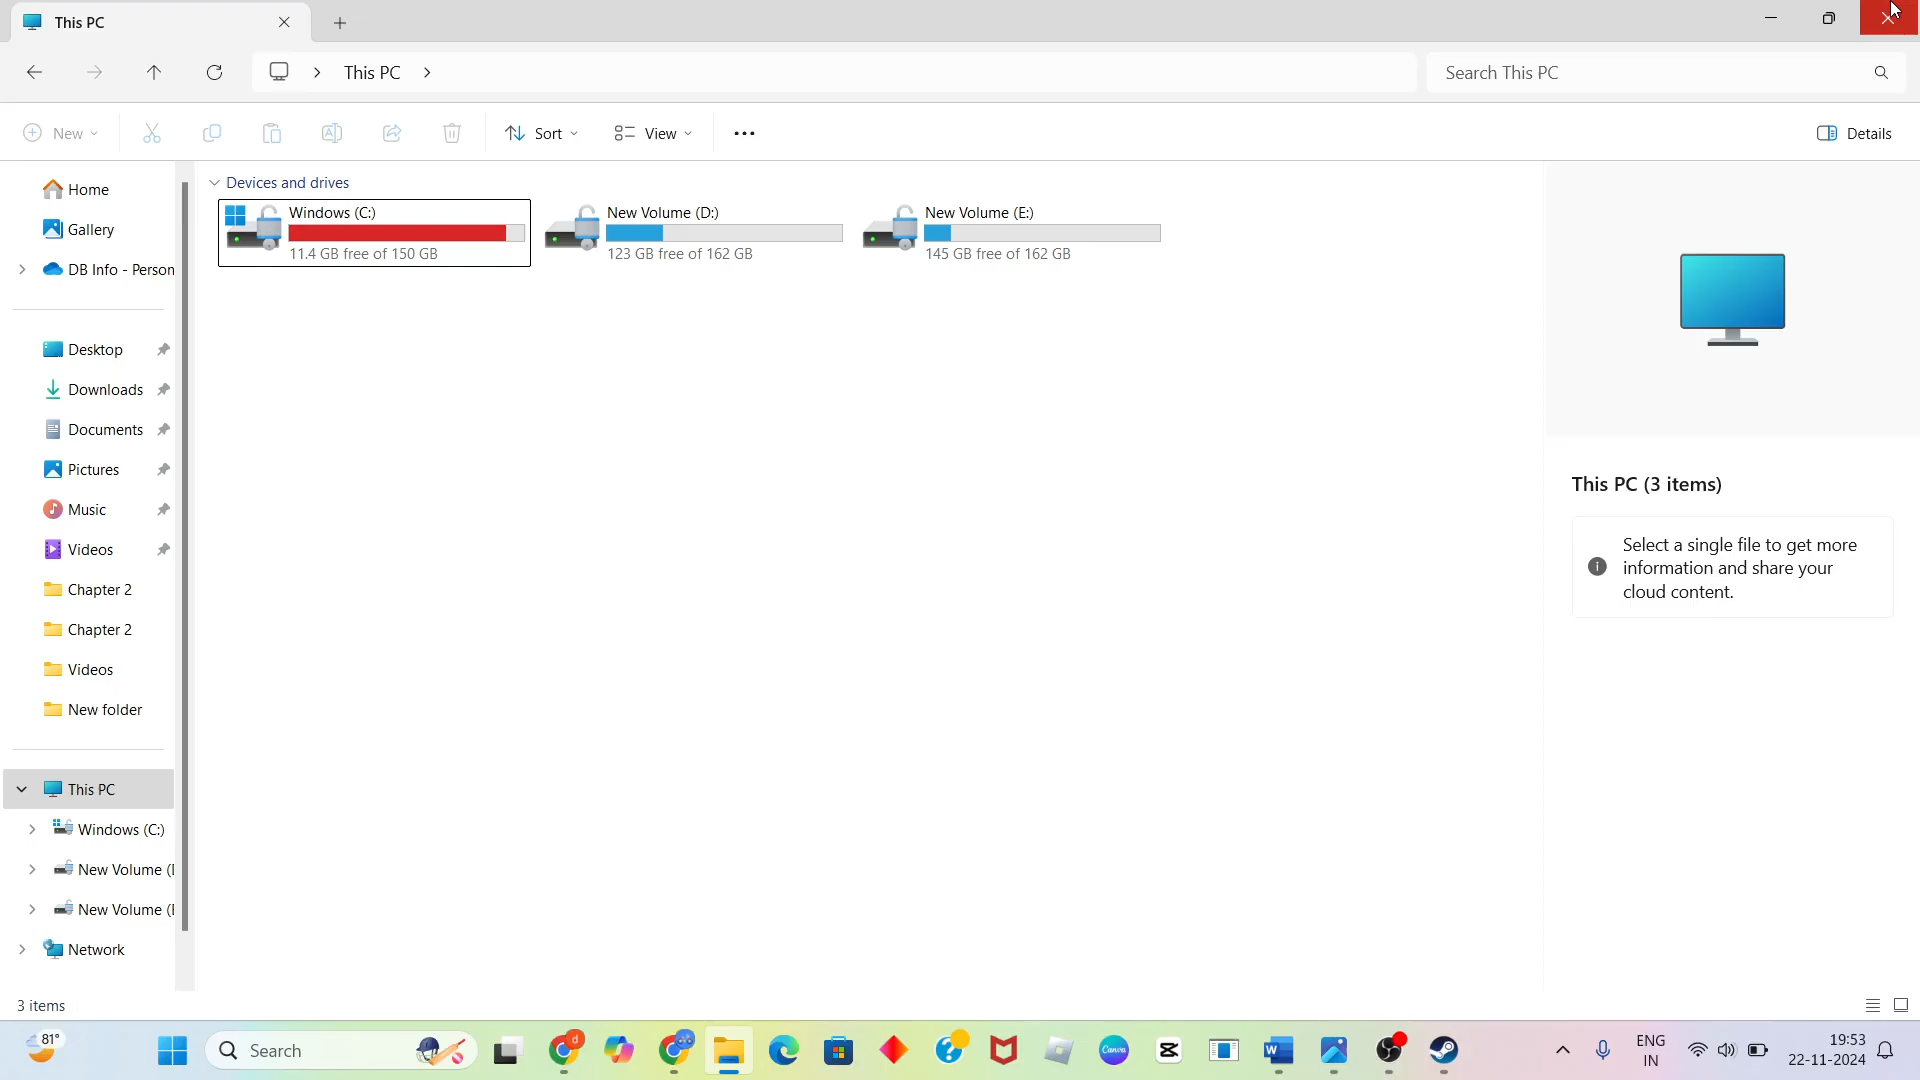 This PC
This PC
Search This PC
New
Sort
View
Details
Home
Gallery
DB Info - Person
Desktop
Downloads
Documents
Pictures
Music
Videos
Chapter 2
Chapter 2
Videos
New folder
This PC
Windows (C:)
New Volume (
New Volume (
Network
Devices and drives
Windows (C:)
11.4 GB free of 150 GB
New Volume (D:)
123 GB free of 162 GB
New Volume (E:)
145 GB free of 162 GB
This PC (3 items)
Select a single file to get more
information and share your
cloud content.
3 items
81°
Search
Canva
ENG
IN
19:53
22-11-2024